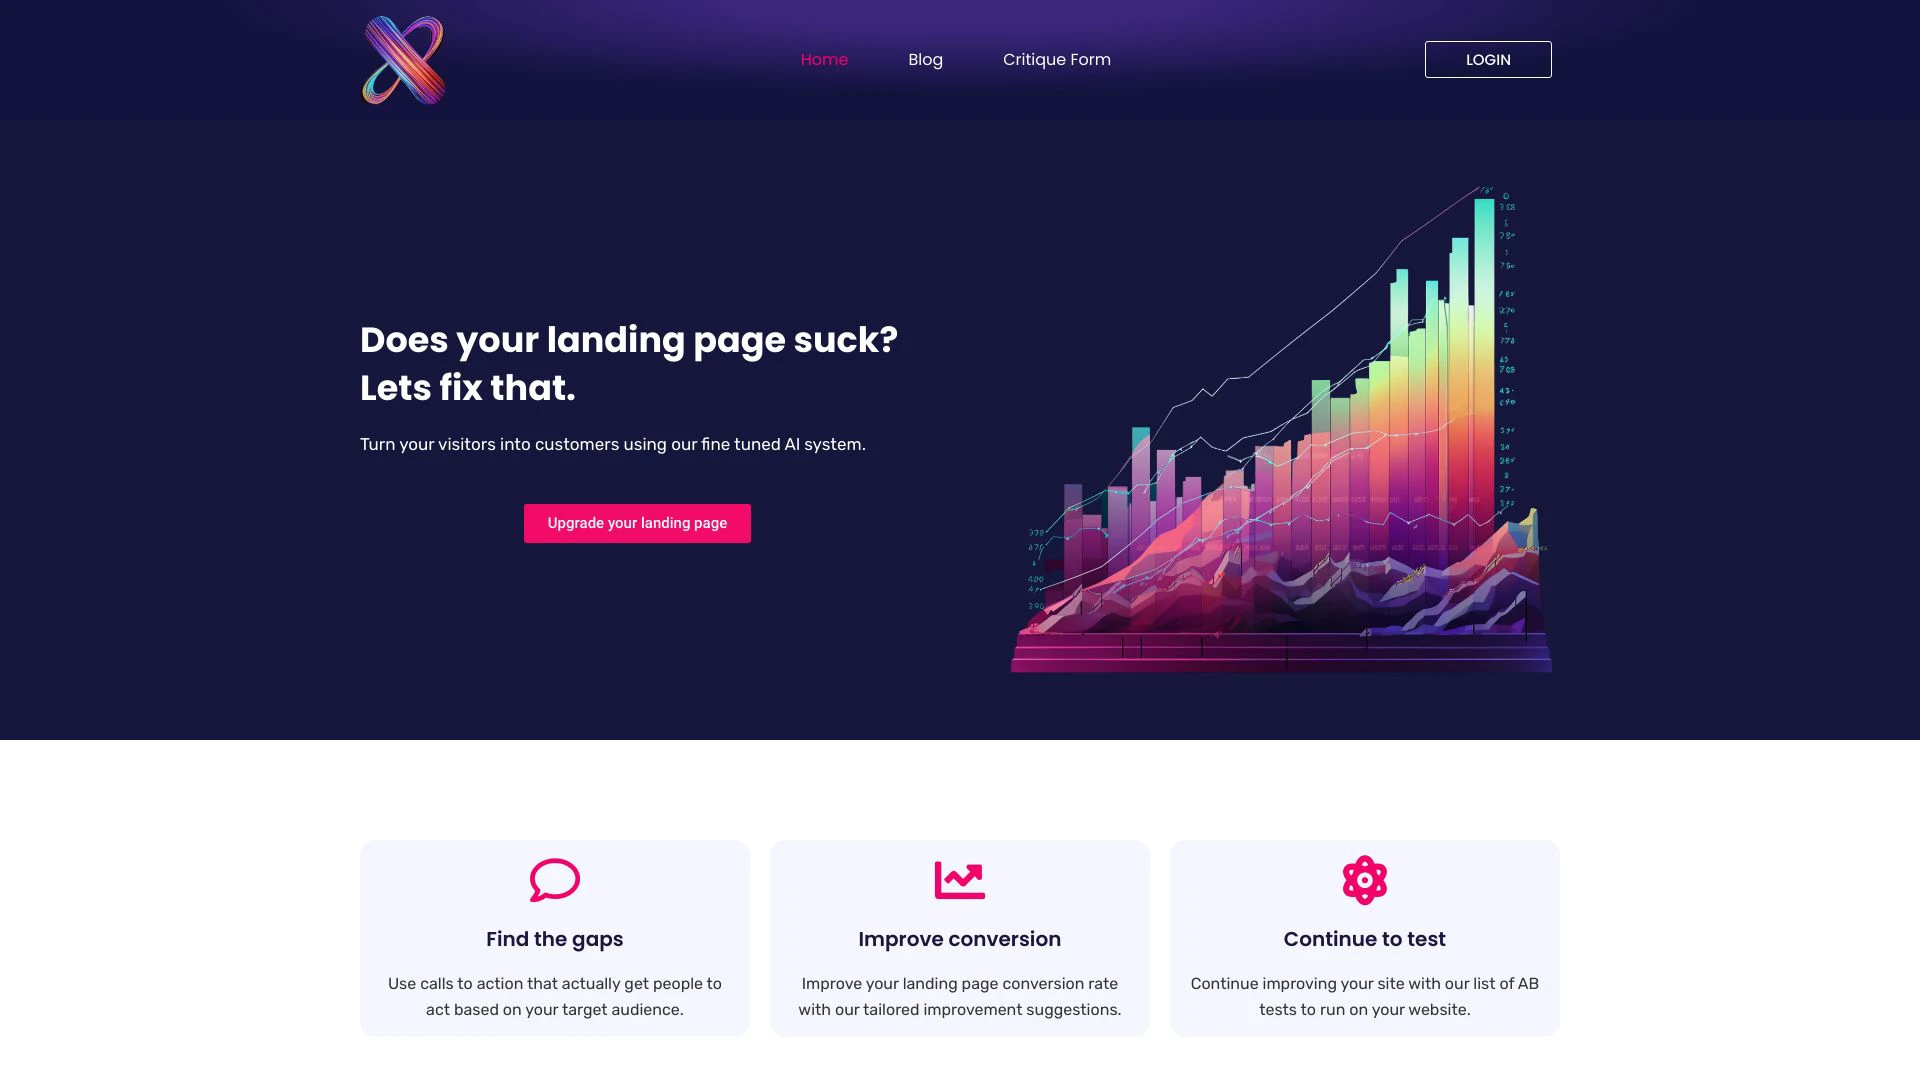 Home
Blog
Critique Form
LOGIN
Does your landing page suck?
Lets fix that.
Turn your visitors into customers using our fine tuned AI system.
Upgrade your landing page
Find the gaps
Use calls to action that actually get people to
act based on your target audience.
Improve conversion
Improve your landing page conversion rate
with our tailored improvement suggestions.
Continue to test
Continue improving your site with our list of AB
tests to run on your website.